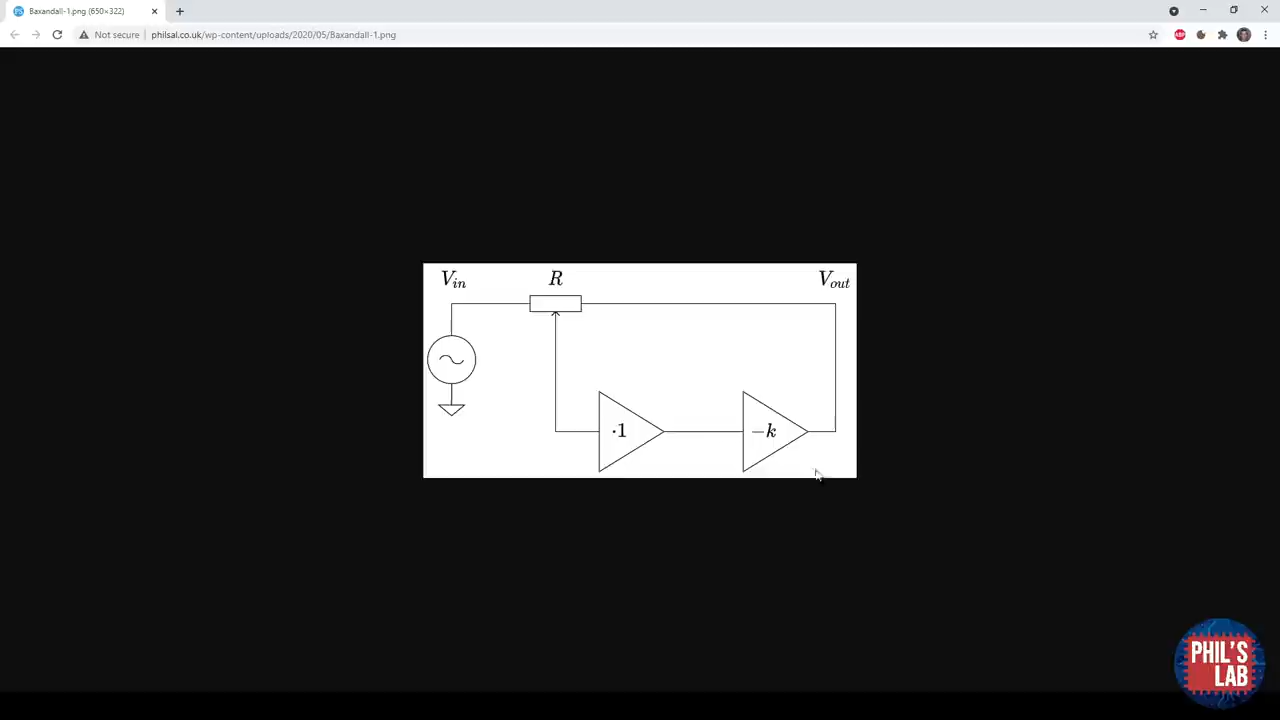 Baxandall-1.png (650×322)
Not secure
philsal.co.uk/wp-content/uploads/2020/05/Baxandall-1.png
ABP
V_in
R
V_out
·1
−k
PHIL'S
LAB